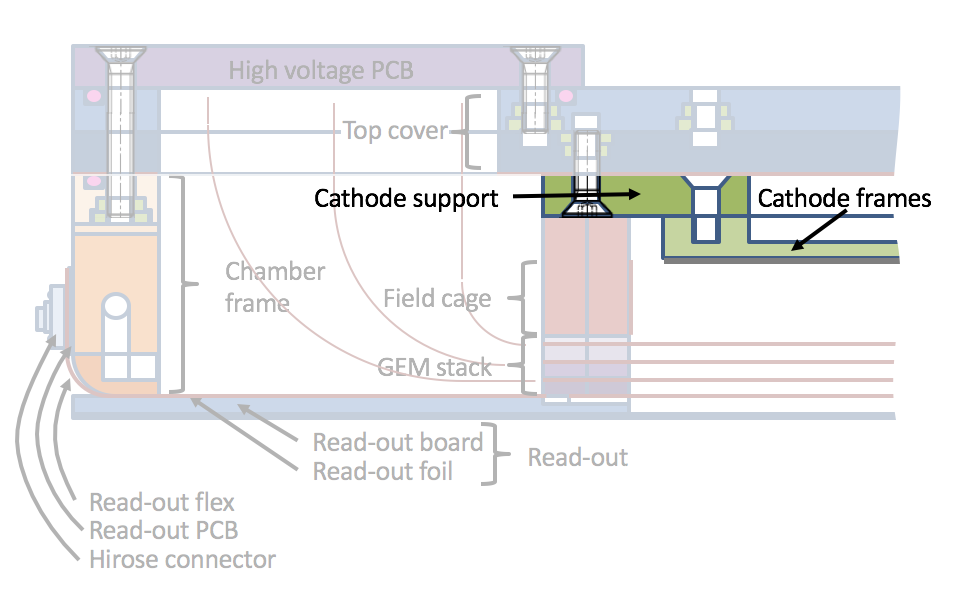 High voltage PCB
Top cover
Cathode support
Cathode frames
Chamber
frame
Field cage
GEM stack
Read-out board
Read-out foil
Read-out
Read-out flex
Read-out PCB
Hirose connector